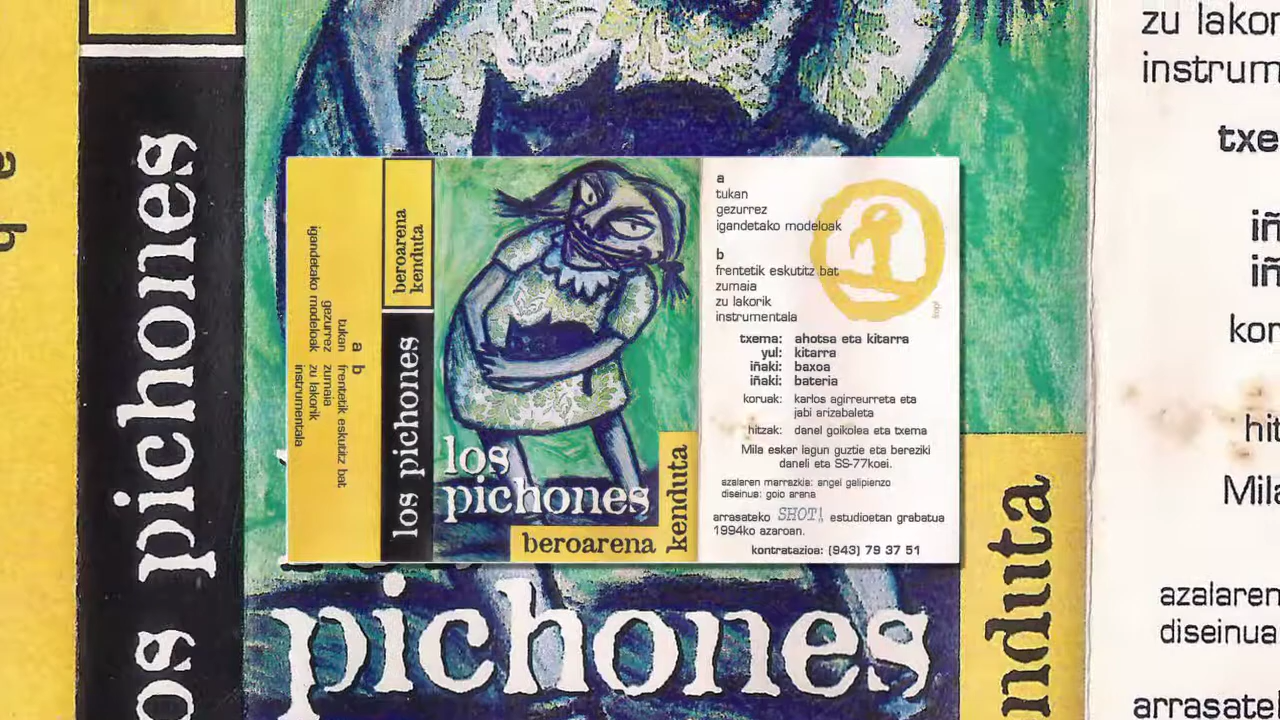 a
b
los pichones
pichones
nduta
zu lakor
instrum
txe
iñ
iñ
kor
hit
Mila
azalaren
diseinua
arrasatek
a b
tukan frentetik eskutitz bat
gezurrez zumaia
igandetako modeloak zu lakorik
instrumentala
beroarena
kenduta
los pichones
los
pichones
beroarena
kenduta
a
tukan
gezurrez
igandetako modeloak
b
frentetik eskutitz bat
zumaia
zu lakorik
instrumentala
txema: ahotsa eta kitarra
yul: kitarra
iñaki: baxoa
iñaki: bateria
koruak: karlos agirreurreta eta
jabi arizabaleta
hitzak: danel goikolea eta txema
Mila esker lagun guztie eta bereziki
daneli eta SS-77koei.
azalaren marrazkia: angel galipienzo
diseinua: goio arana
arrasateko SHOT! estudioetan grabatua
1994ko azaroan.
kontratazioa: (943) 79 37 51